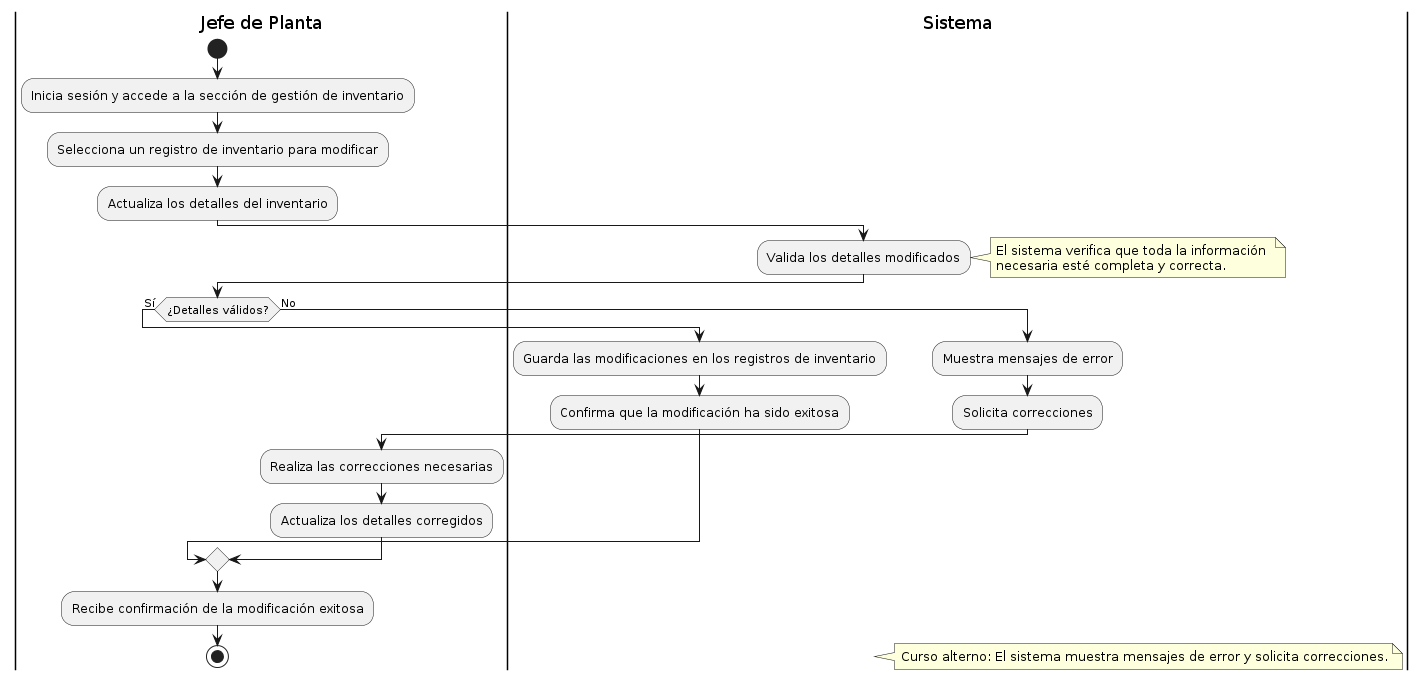 Jefe de Planta
Sistema
Inicia sesión y accede a la sección de gestión de inventario
Selecciona un registro de inventario para modificar
Actualiza los detalles del inventario
Valida los detalles modificados
El sistema verifica que toda la información
necesaria esté completa y correcta.
Sí
¿Detalles válidos?
No
Guarda las modificaciones en los registros de inventario
Muestra mensajes de error
Confirma que la modificación ha sido exitosa
Solicita correcciones
Realiza las correcciones necesarias
Actualiza los detalles corregidos
Recibe confirmación de la modificación exitosa
Curso alterno: El sistema muestra mensajes de error y solicita correcciones.